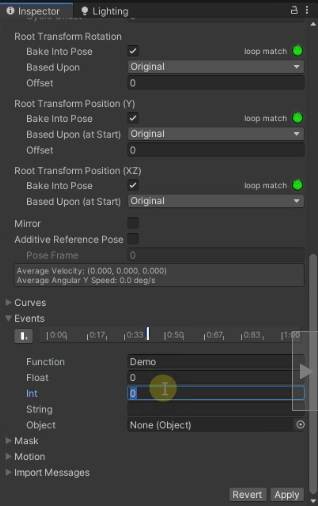 Inspector
Lighting
Root Transform Rotation
Bake Into Pose
loop match
Based Upon
Original
Offset
0
Root Transform Position (Y)
Bake Into Pose
loop match
Based Upon (at Start)
Original
Offset
0
Root Transform Position (XZ)
Bake Into Pose
loop match
Based Upon (at Start)
Original
Mirror
Additive Reference Pose
Pose Frame
0
Average Velocity: (0.000, 0.000, 0.000)
Average Angular Y Speed: 0.0 deg/s
Curves
Events
0:00 0:17 0:33 0:50 0:67 0:83 1:00
Function
Demo
Float
0
Int
0
String
Object
None (Object)
Mask
Motion
Import Messages
Revert
Apply